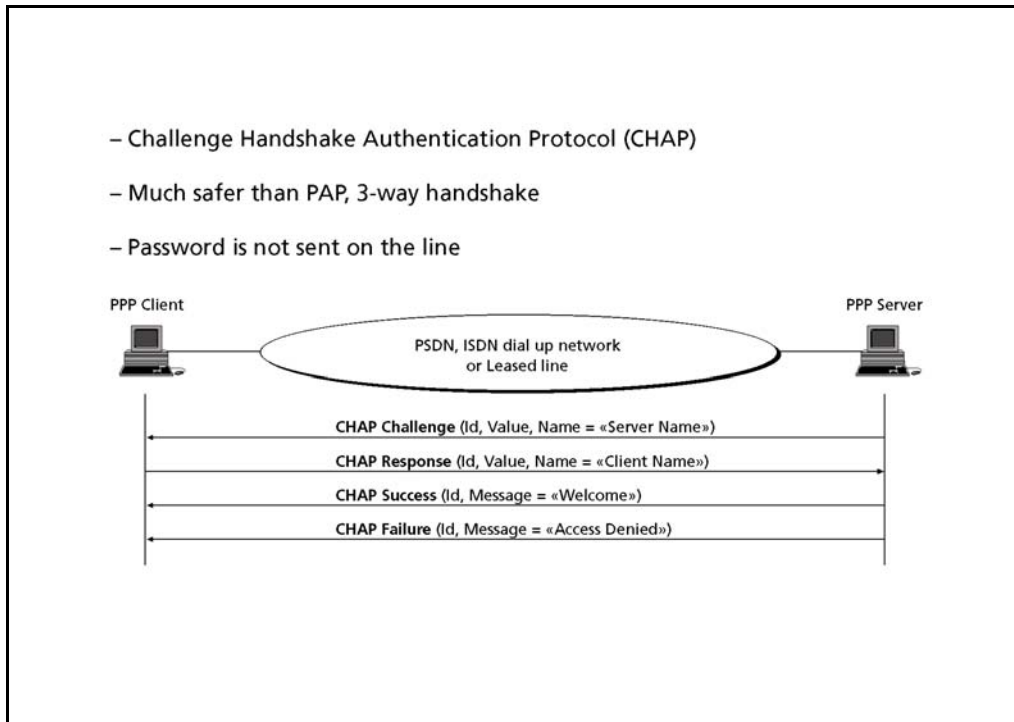 – Challenge Handshake Authentication Protocol (CHAP)
– Much safer than PAP, 3-way handshake
– Password is not sent on the line
PPP Client
PPP Server
PSDN, ISDN dial up network
or Leased line
CHAP Challenge (Id, Value, Name = «Server Name»)
CHAP Response (Id, Value, Name = «Client Name»)
CHAP Success (Id, Message = «Welcome»)
CHAP Failure (Id, Message = «Access Denied»)